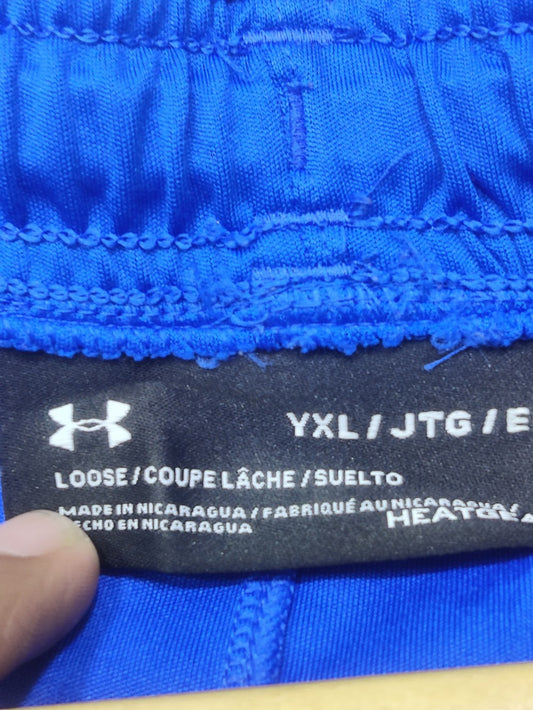 YXL / JTG / E
LOOSE / COUPE LÂCHE / SUELTO
MADE IN NICARAGUA / FABRIQUÉ AU NICARAGUA /
HECHO EN NICARAGUA